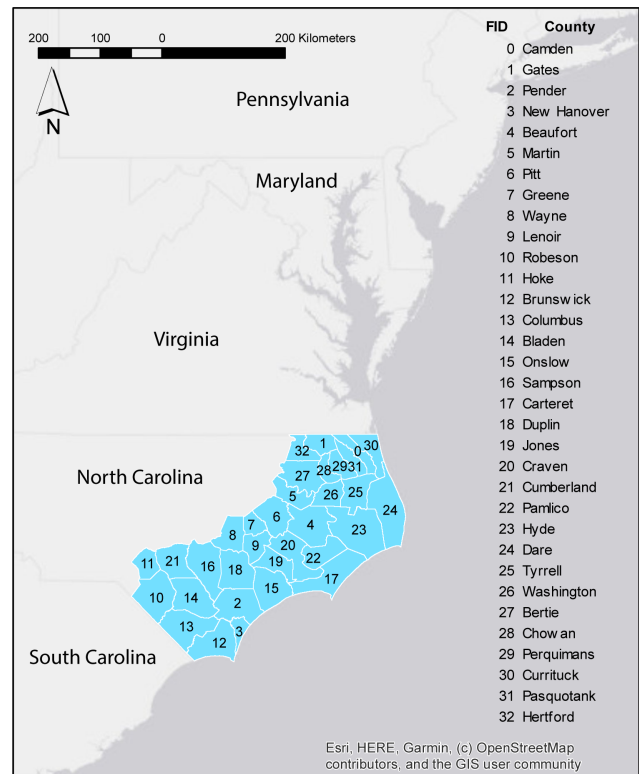 200 100 0 200 Kilometers
N
Pennsylvania
Maryland
Virginia
North Carolina
South Carolina
32 1 0 30
27 28 29 31
5 26 25 24
6 4 23
7
8 9 20 22
11 21 16 18 19 17
15
10 14 2
13 3
12
FID County
0 Camden
1 Gates
2 Pender
3 New Hanover
4 Beaufort
5 Martin
6 Pitt
7 Greene
8 Wayne
9 Lenoir
10 Robeson
11 Hoke
12 Brunswick
13 Columbus
14 Bladen
15 Onslow
16 Sampson
17 Carteret
18 Duplin
19 Jones
20 Craven
21 Cumberland
22 Pamlico
23 Hyde
24 Dare
25 Tyrrell
26 Washington
27 Bertie
28 Chowan
29 Perquimans
30 Currituck
31 Pasquotank
32 Hertford
Esri, HERE, Garmin, (c) OpenStreetMap
contributors, and the GIS user community